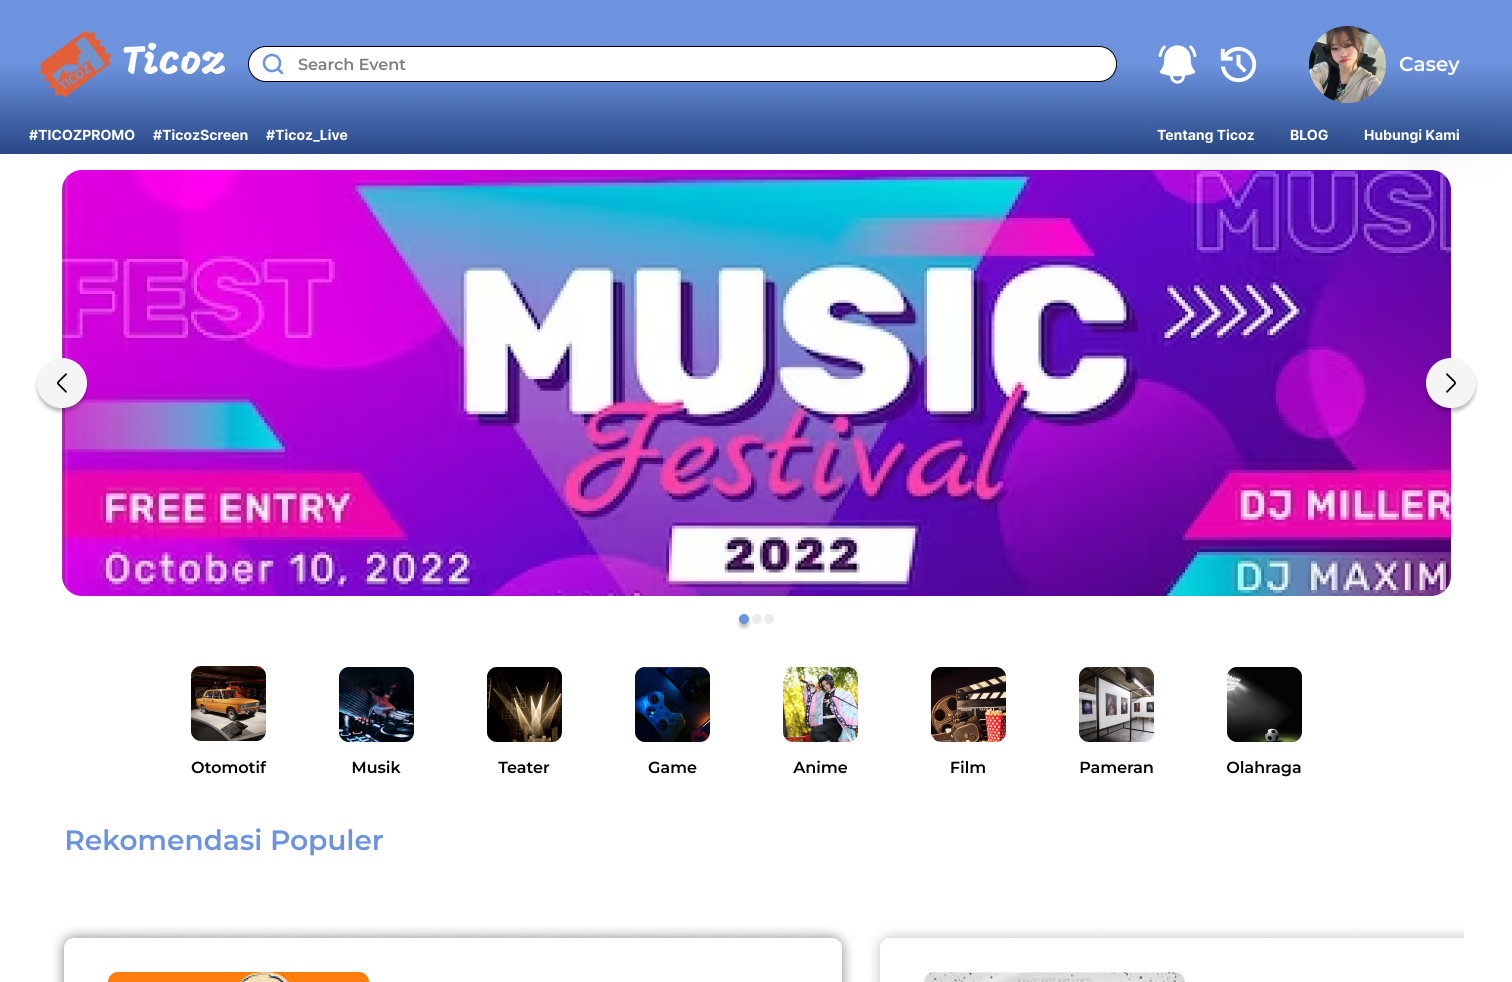 TICOZ
Ticoz
Search Event
Casey
#TICOZPROMO #TicozScreen #Ticoz_Live
Tentang Ticoz BLOG Hubungi Kami
MUSI
FEST
MUSIC
Festival
2022
FREE ENTRY
October 10, 2022
DJ MILLER
DJ MAXIM
Otomotif Musik Teater Game Anime Film Pameran Olahraga
Rekomendasi Populer